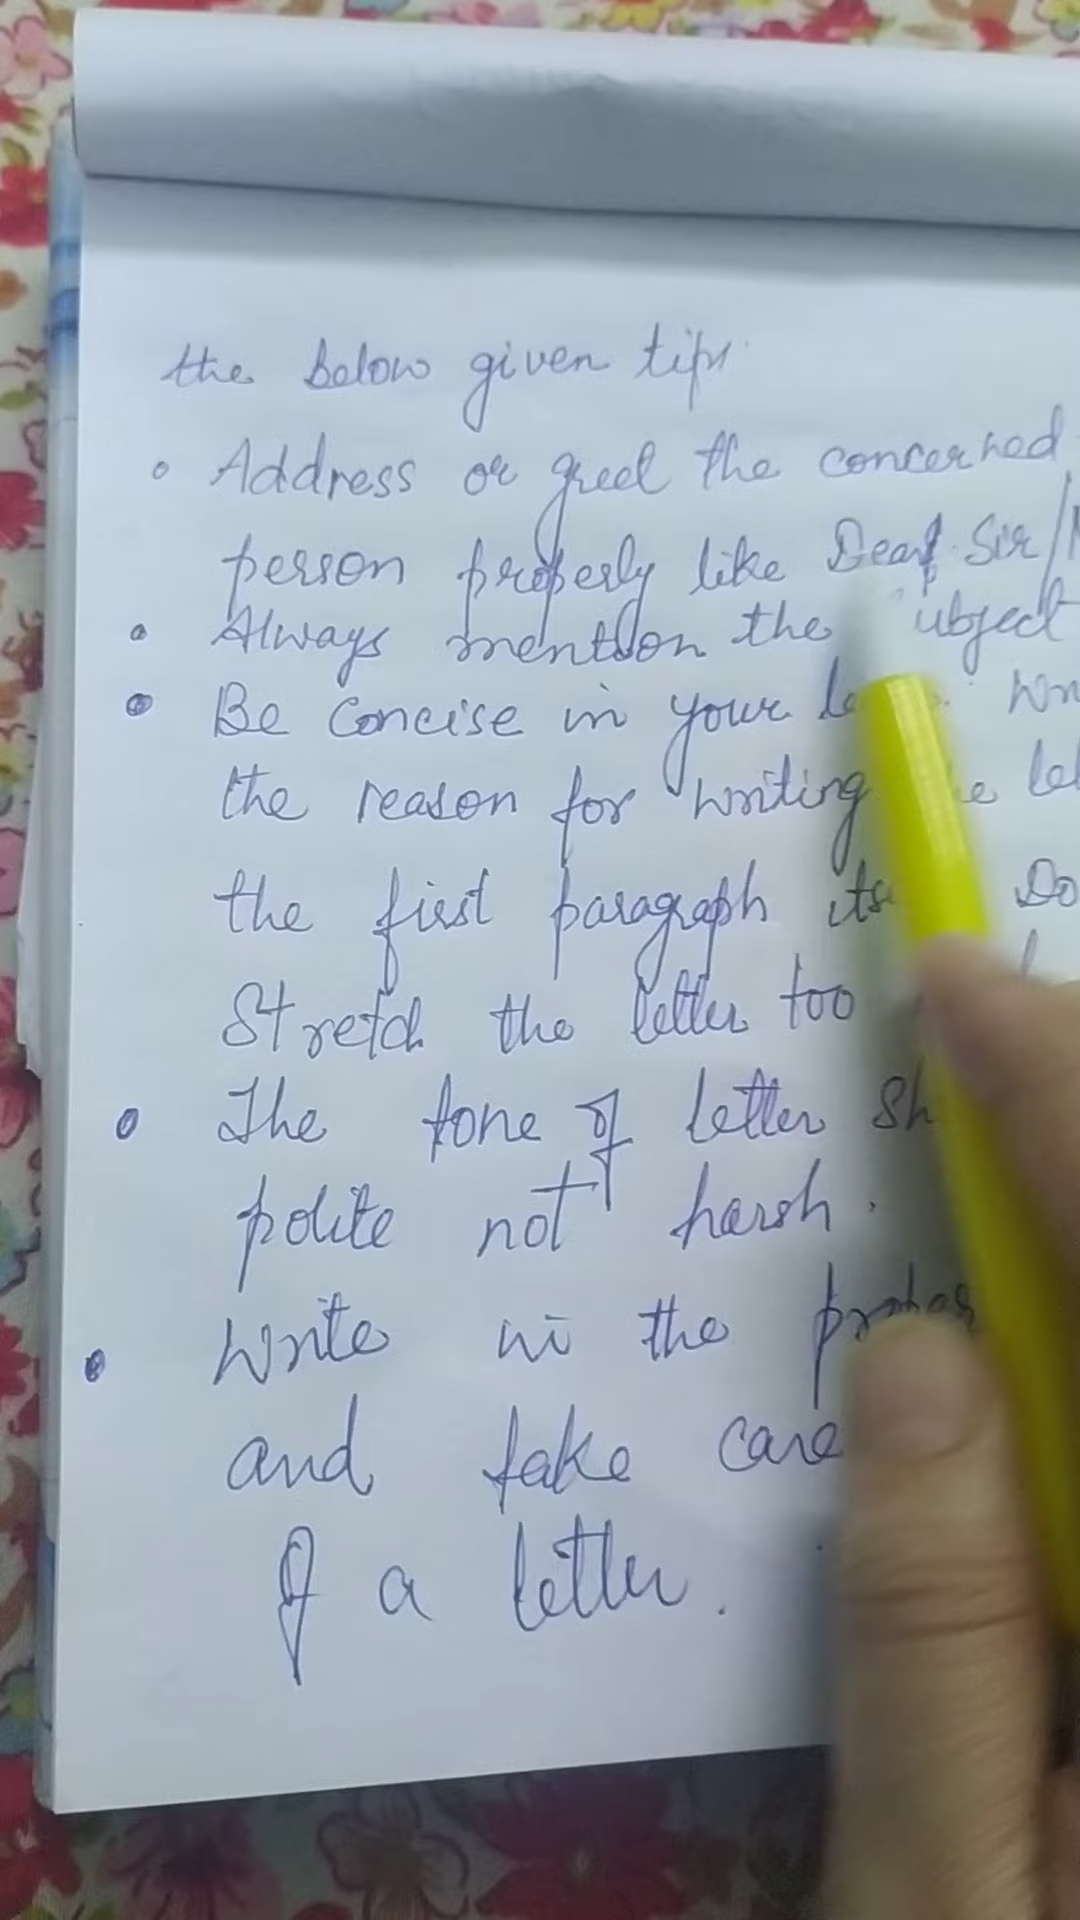 the below given tips.
• Address or greet the concerned
person properly like Dear Sir/
• Always mention the subject
• Be Concise in your
the reason for writing
the first paragraph
Stretch the letter too
• The tone of letter
polite not harsh.
• Write in the
and take care
of a letter.